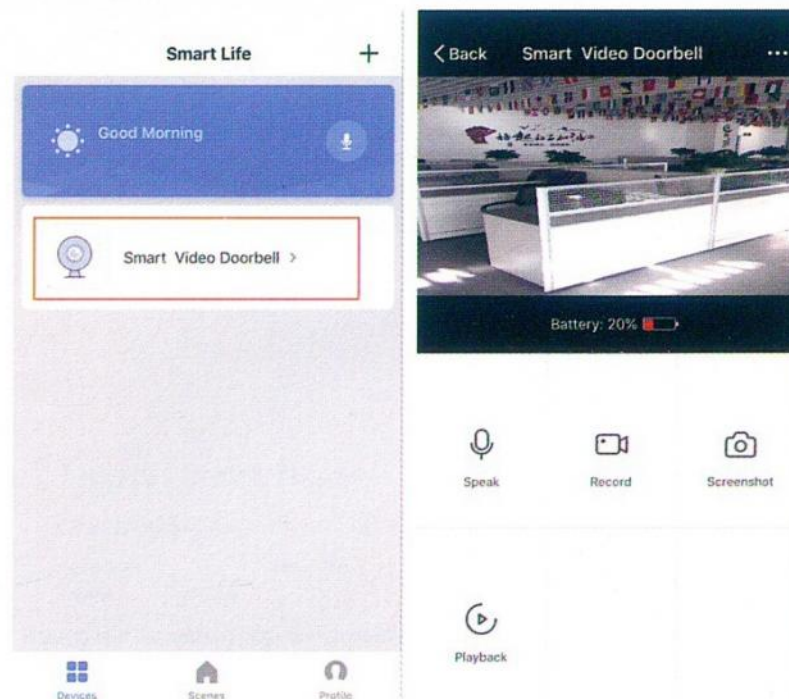 Smart Life +
Good Morning
Smart Video Doorbell >
Devices
Scenes
Profile
< Back Smart Video Doorbell ...
Battery: 20%
Speak
Record
Screenshot
Playback